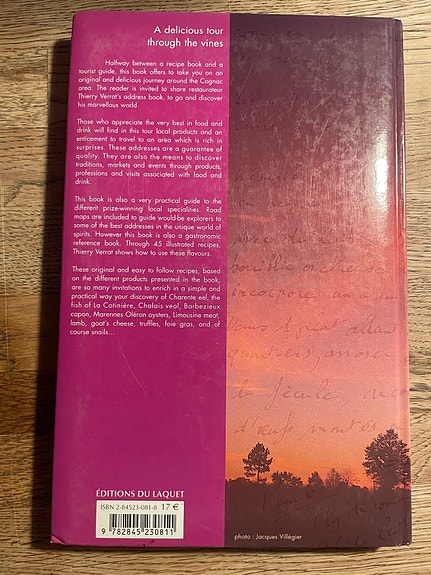 A delicious tour
through the vines
Halfway between a recipe book and a
tourist guide, this book offers to take you on an
original and delicious journey around the Cognac
area. The reader is invited to share restaurateur
Thierry Verrat's address book, to go and discover
his marvellous world.
Those who appreciate the very best in food and
drink will find in this tour local products and an
enticement to travel to an area which is rich in
surprises. These addresses are a guarantee of
quality. They are also the means to discover
traditions, markets and events through products,
professions and visits associated with food and
drink.
This book is also a very practical guide to the
different prize-winning local specialities. Road
maps are included to guide would-be explorers to
some of the best addresses in the unique world of
spirits. However this book is also a gastronomic
reference book. Through 45 illustrated recipes,
Thierry Verrat shows how to use these flavours.
These original and easy to follow recipes, based
on the different products presented in the book,
are so many invitations to enrich in a simple and
practical way your discovery of Charente eel, the
fish of La Cotinière, Chalais veal, Barbezieux
capon, Marennes Oléron oysters, Limousine meat,
lamb, goat's cheese, truffles, foie gras, and of
course snails...
bouillie
incorporer
Vous
quartiers, arroser
la fécule, avec
d'œufs montés
ÉDITIONS DU LAQUET
ISBN 2-84523-081-8 17 €
9 782845 230811
photo : Jacques Villégier